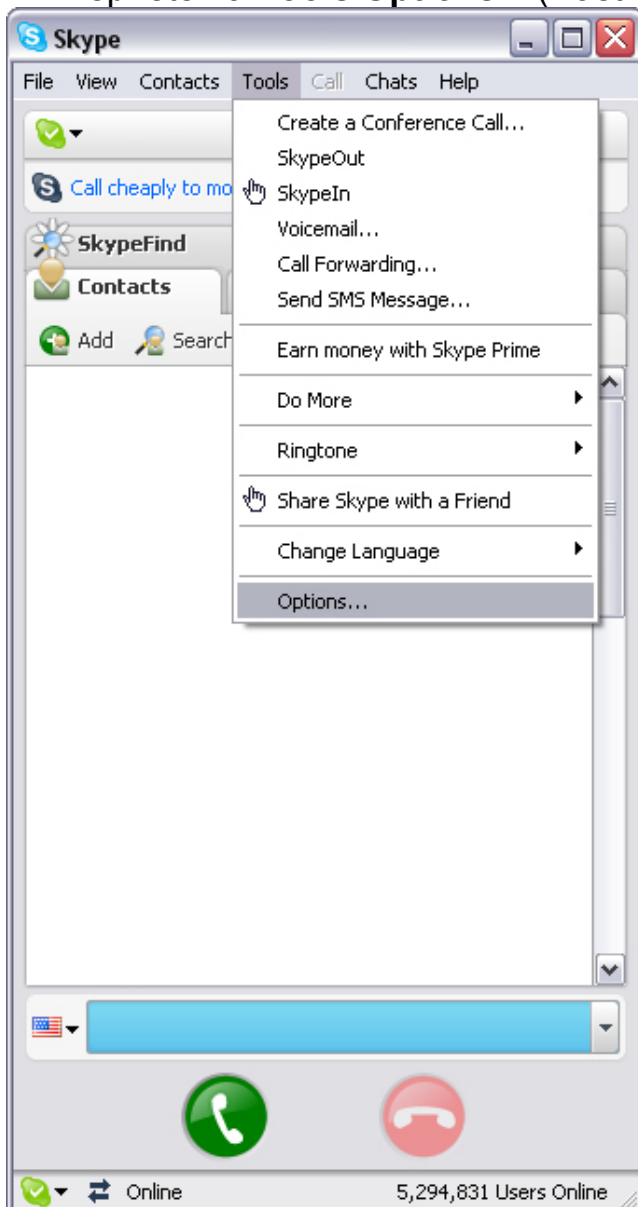 Skype
File View Contacts Tools Call Chats Help
Create a Conference Call...
SkypeOut
Call cheaply to mo
SkypeIn
Voicemail...
SkypeFind
Call Forwarding...
Contacts
Send SMS Message...
Add Search
Earn money with Skype Prime
Do More
Ringtone
Share Skype with a Friend
Change Language
Options...
Online 5,294,831 Users Online